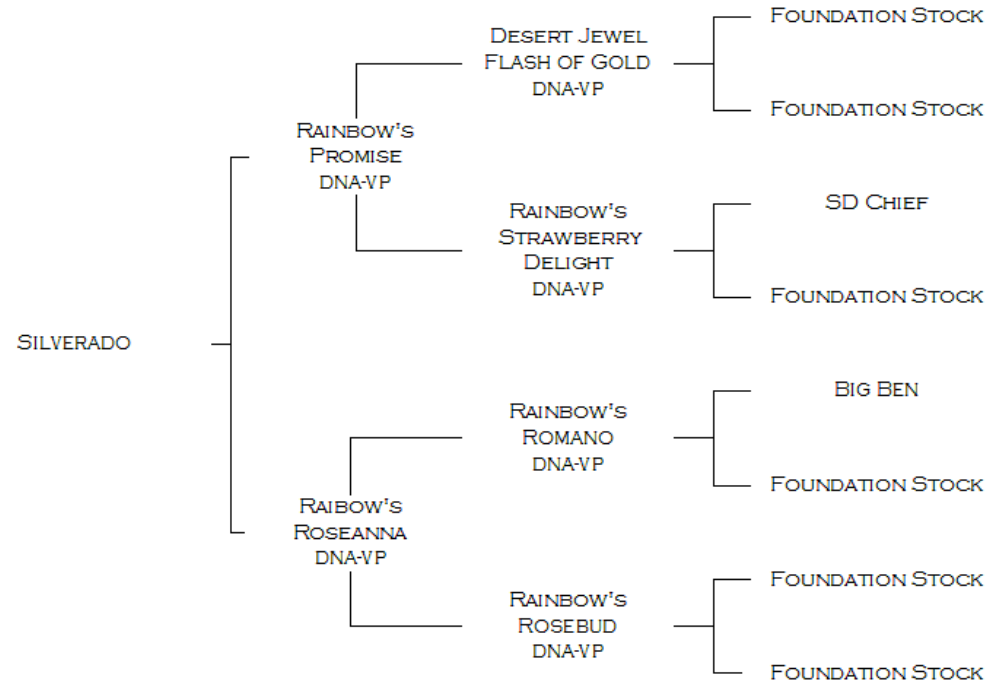 Foundation Stock
Desert Jewel
Flash of Gold
DNA-VP
Foundation Stock
Rainbow's
Promise
DNA-VP
SD Chief
Rainbow's
Strawberry
Delight
DNA-VP
Foundation Stock
Silverado
Big Ben
Rainbow's
Romano
DNA-VP
Foundation Stock
Raibow's
Roseanna
DNA-VP
Foundation Stock
Rainbow's
Rosebud
DNA-VP
Foundation Stock